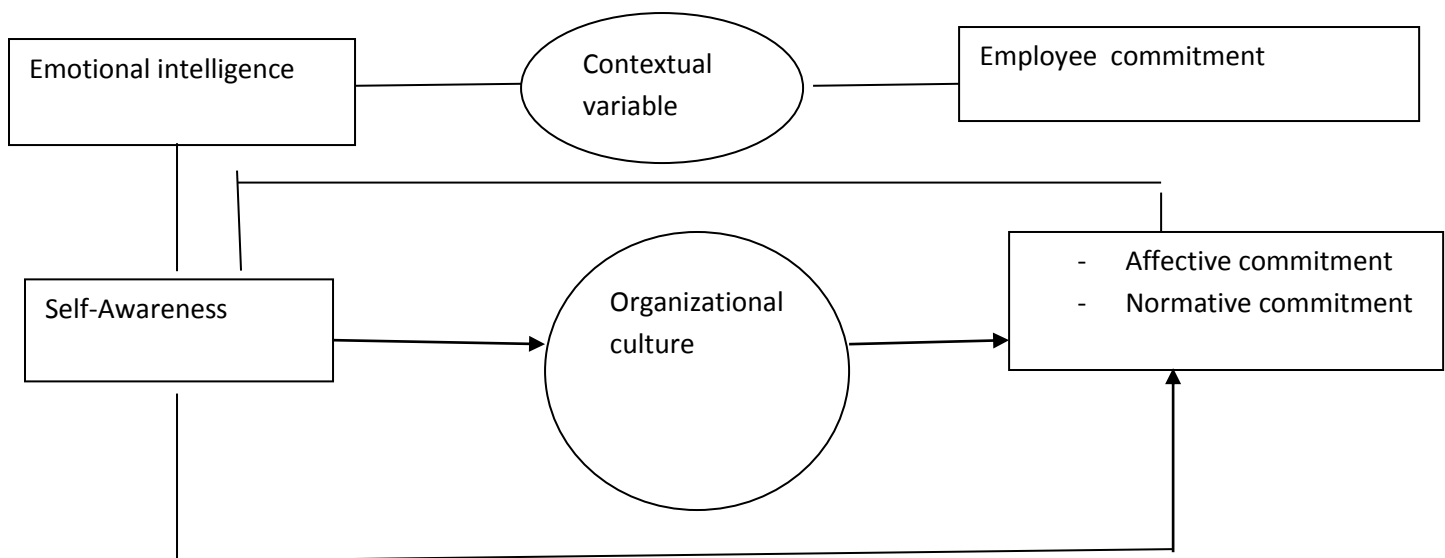 Emotional intelligence
Contextual
variable
Employee  commitment
Self-Awareness
Organizational
culture
- Affective commitment
- Normative commitment